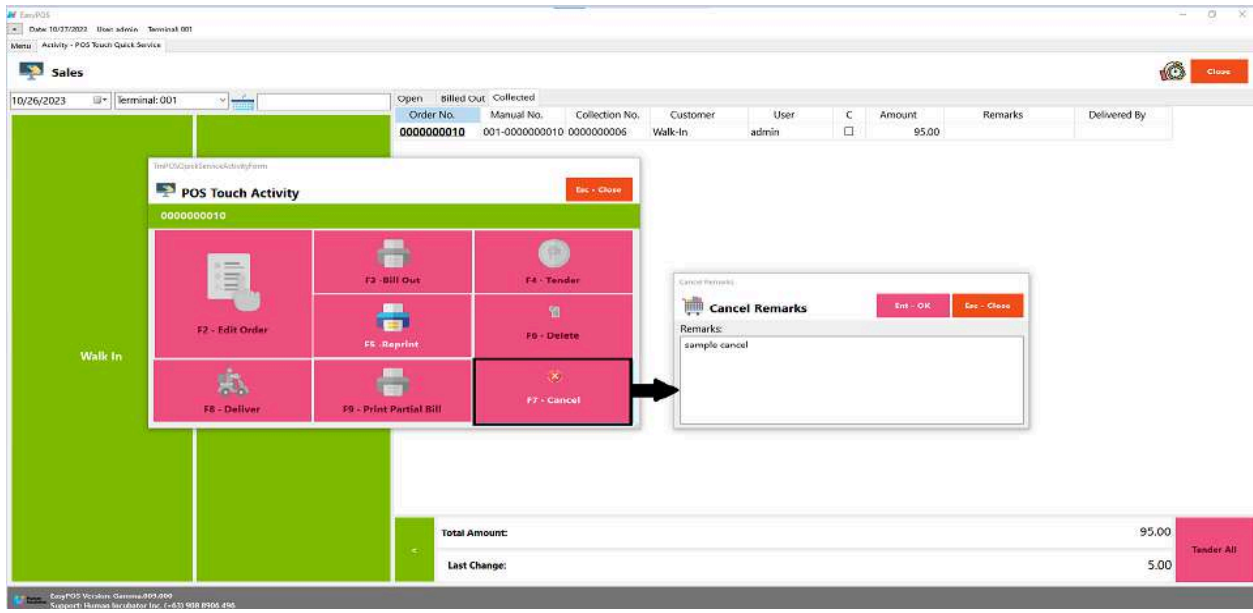 EasyPOS
Date: 10/27/2023 User: admin Terminal: 001
Menu Activity - POS Touch Quick Service
Sales
Close
10/26/2023 Terminal: 001
Open Billed Out Collected
Order No. Manual No. Collection No. Customer User C Amount Remarks Delivered By
0000000010 001-0000000010 0000000006 Walk-In admin 95.00
Walk In
POS Touch Activity
Esc - Close
0000000010
F2 - Edit Order
F3 -Bill Out
F4 - Tender
F5 -Reprint
F6 - Delete
F8 - Deliver
F9 - Print Partial Bill
F7 - Cancel
Cancel Remarks
Cancel Remarks
Ent - OK
Esc - Close
Remarks:
sample cancel
<
Total Amount: 95.00
Last Change: 5.00
Tender All
EasyPOS Version: Gamma.009.000
Support: Human Incubator Inc. (+63) 908 8906 496